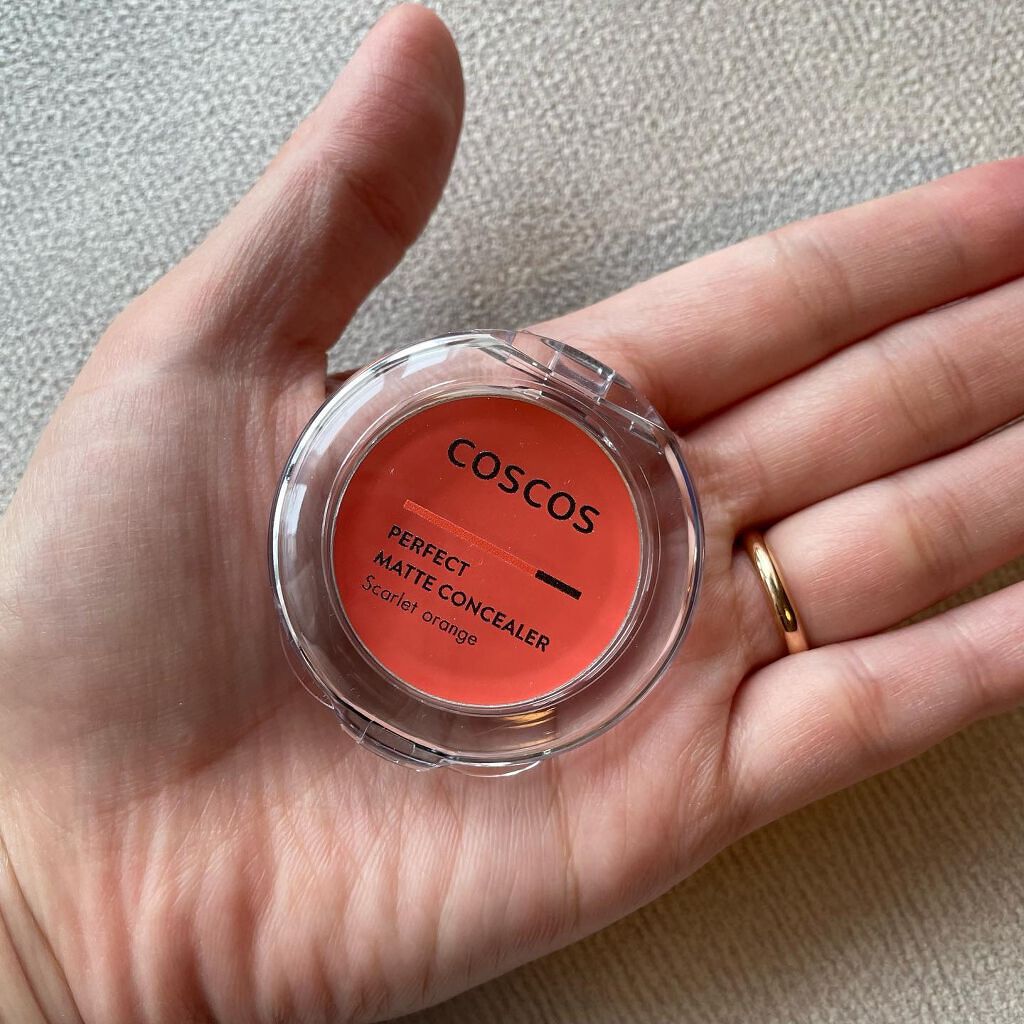 COSCOS
PERFECT
MATTE CONCEALER
Scarlet orange